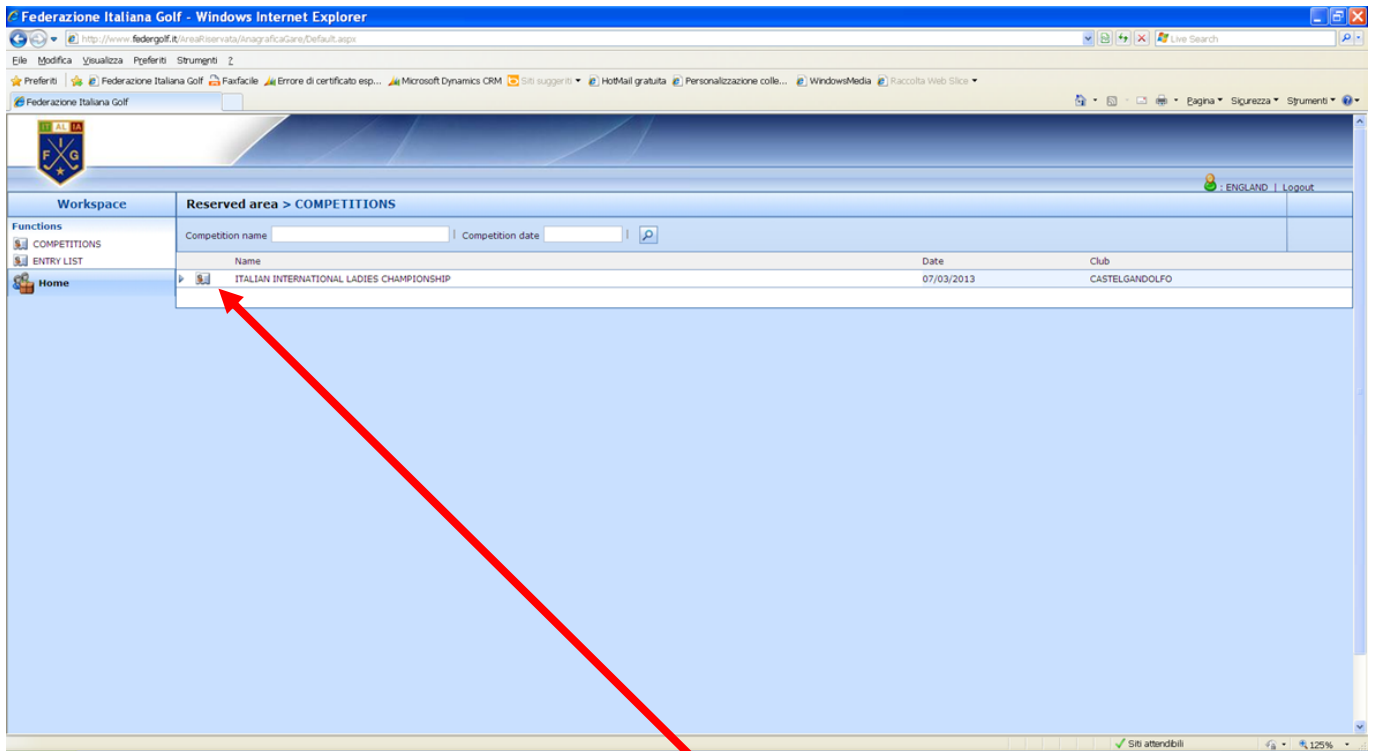 Federazione Italiana Golf - Windows Internet Explorer
http://www.federgolf.it/AreaRiservata/AnagraficaGare/Default.aspx
Live Search
File Modifica Visualizza Preferiti Strumenti ?
Preferiti Federazione Italiana Golf Faxfacile Errore di certificato esp... Microsoft Dynamics CRM Siti suggeriti HotMail gratuita Personalizzazione colle... WindowsMedia Raccolta Web Slice
Federazione Italiana Golf
Pagina Sicurezza Strumenti
IT AL IA
F I G
: ENGLAND | Logout
Workspace
Reserved area > COMPETITIONS
Functions
COMPETITIONS
ENTRY LIST
Home
Competition name | Competition date |
Name Date Club
ITALIAN INTERNATIONAL LADIES CHAMPIONSHIP 07/03/2013 CASTELGANDOLFO
Siti attendibili
125%